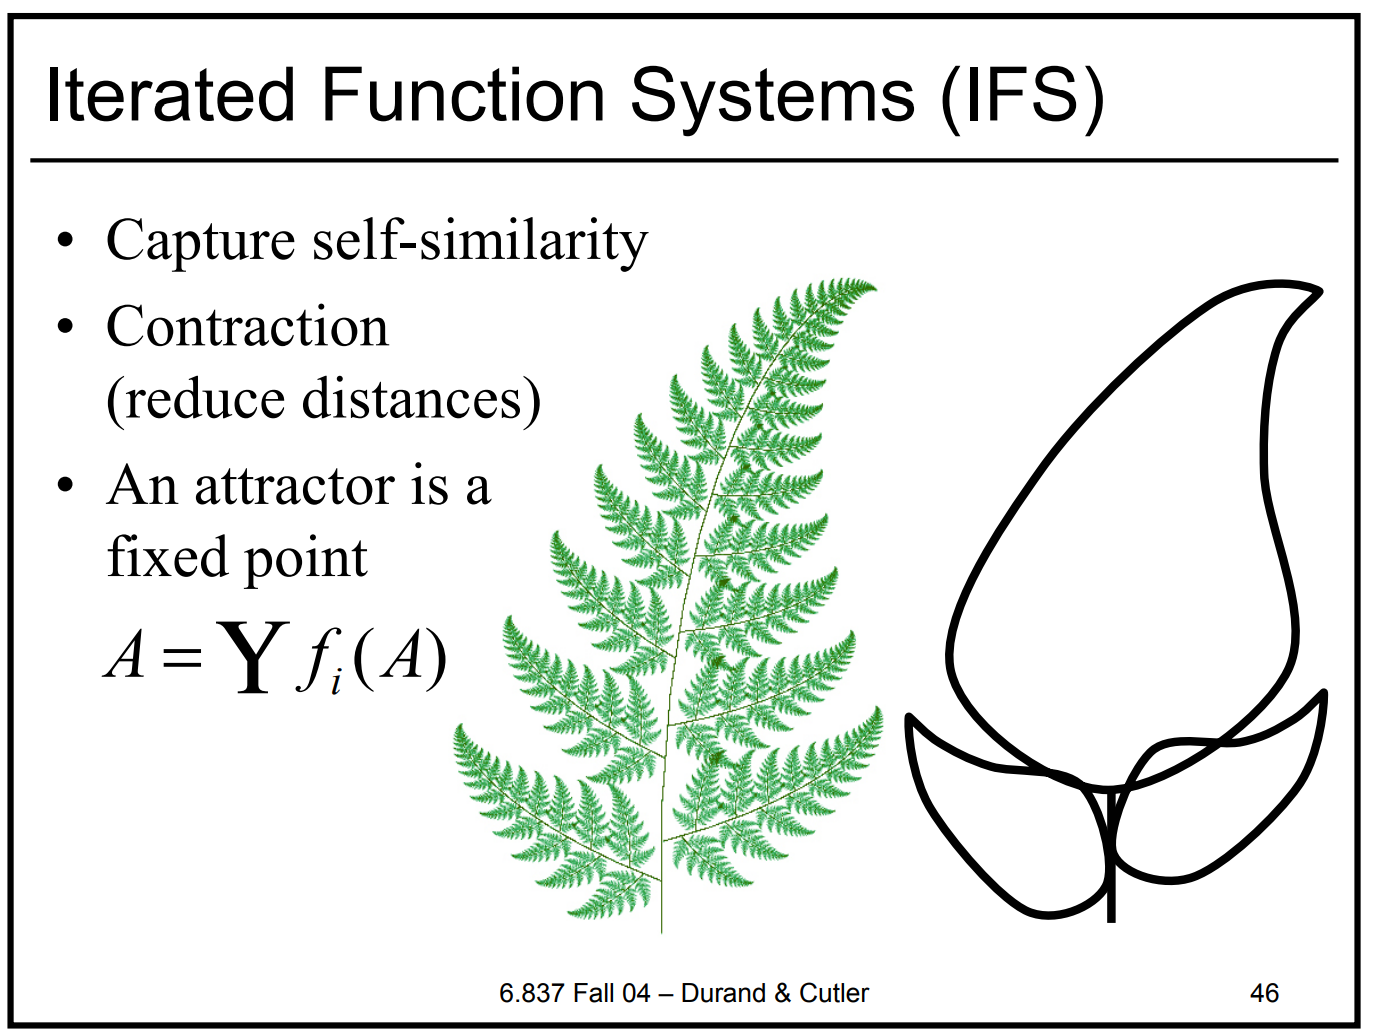 Iterated Function Systems (IFS)
• Capture self-similarity
• Contraction
(reduce distances)
• An attractor is a
fixed point
A = Y f_i(A)
6.837 Fall 04 – Durand & Cutler
46